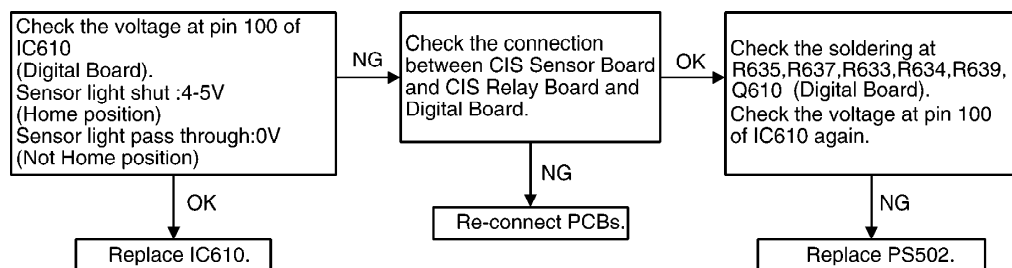 Check the voltage at pin 100 of
IC610
(Digital Board).
Sensor light shut :4-5V
(Home position)
Sensor light pass through:0V
(Not Home position)
NG
Check the connection
between CIS Sensor Board
and CIS Relay Board and
Digital Board.
OK
Check the soldering at
R635,R637,R633,R634,R639,
Q610 (Digital Board).
Check the voltage at pin 100
of IC610 again.
OK
NG
NG
Replace IC610.
Re-connect PCBs.
Replace PS502.